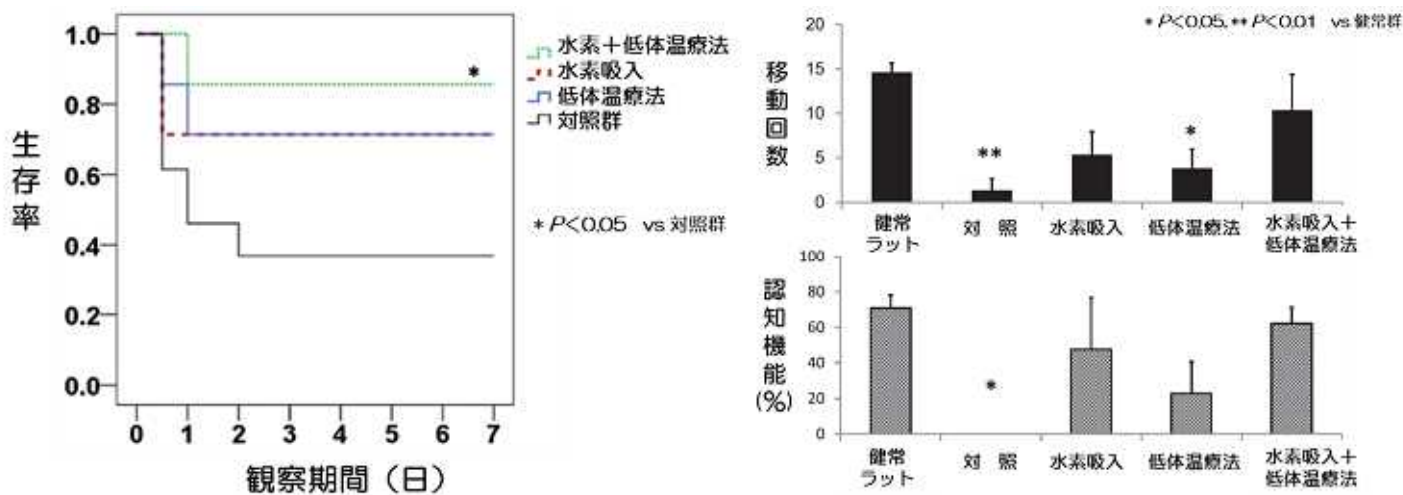 生存率
1.0
0.8
0.6
0.4
0.2
0.0
0 1 2 3 4 5 6 7
観察期間（日）
*
水素＋低体温療法
水素吸入
低体温療法
対照群
* P<0.05 vs 対照群
* P<0.05, ** P<0.01 vs 健常群
移動回数
20
15
10
5
0
**
*
健常ラット
対 照
水素吸入
低体温療法
水素吸入＋
低体温療法
認知機能(%)
100
80
60
40
20
0
*
健常
ラット
対 照
水素吸入
低体温療法
水素吸入＋
低体温療法